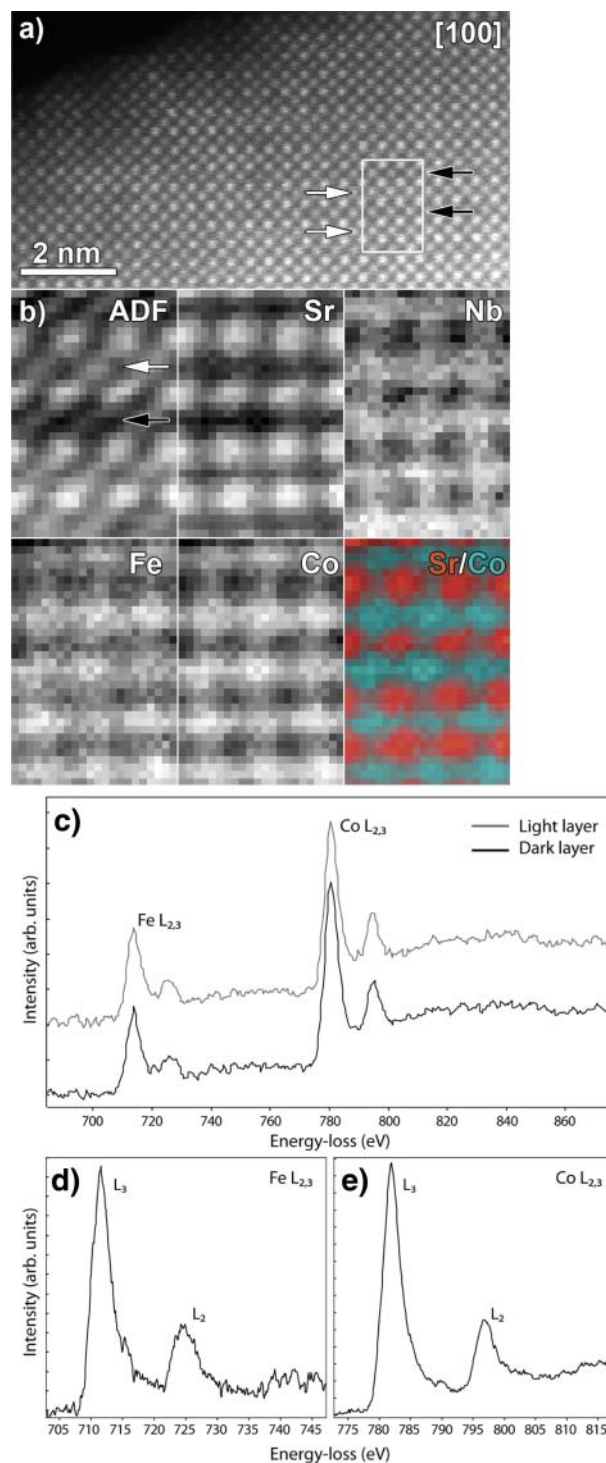 a) [100]
2 nm
b) ADF Sr Nb
Fe Co Sr/Co
c)
Co L2,3
Light layer
Dark layer
Fe L2,3
Intensity (arb. units)
700 720 740 760 780 800 820 840 860
Energy-loss (eV)
d) Fe L2,3
L3
L2
e) Co L2,3
L3
L2
Intensity (arb. units)
705 710 715 720 725 730 735 740 745
775 780 785 790 795 800 805 810 815
Energy-loss (eV)